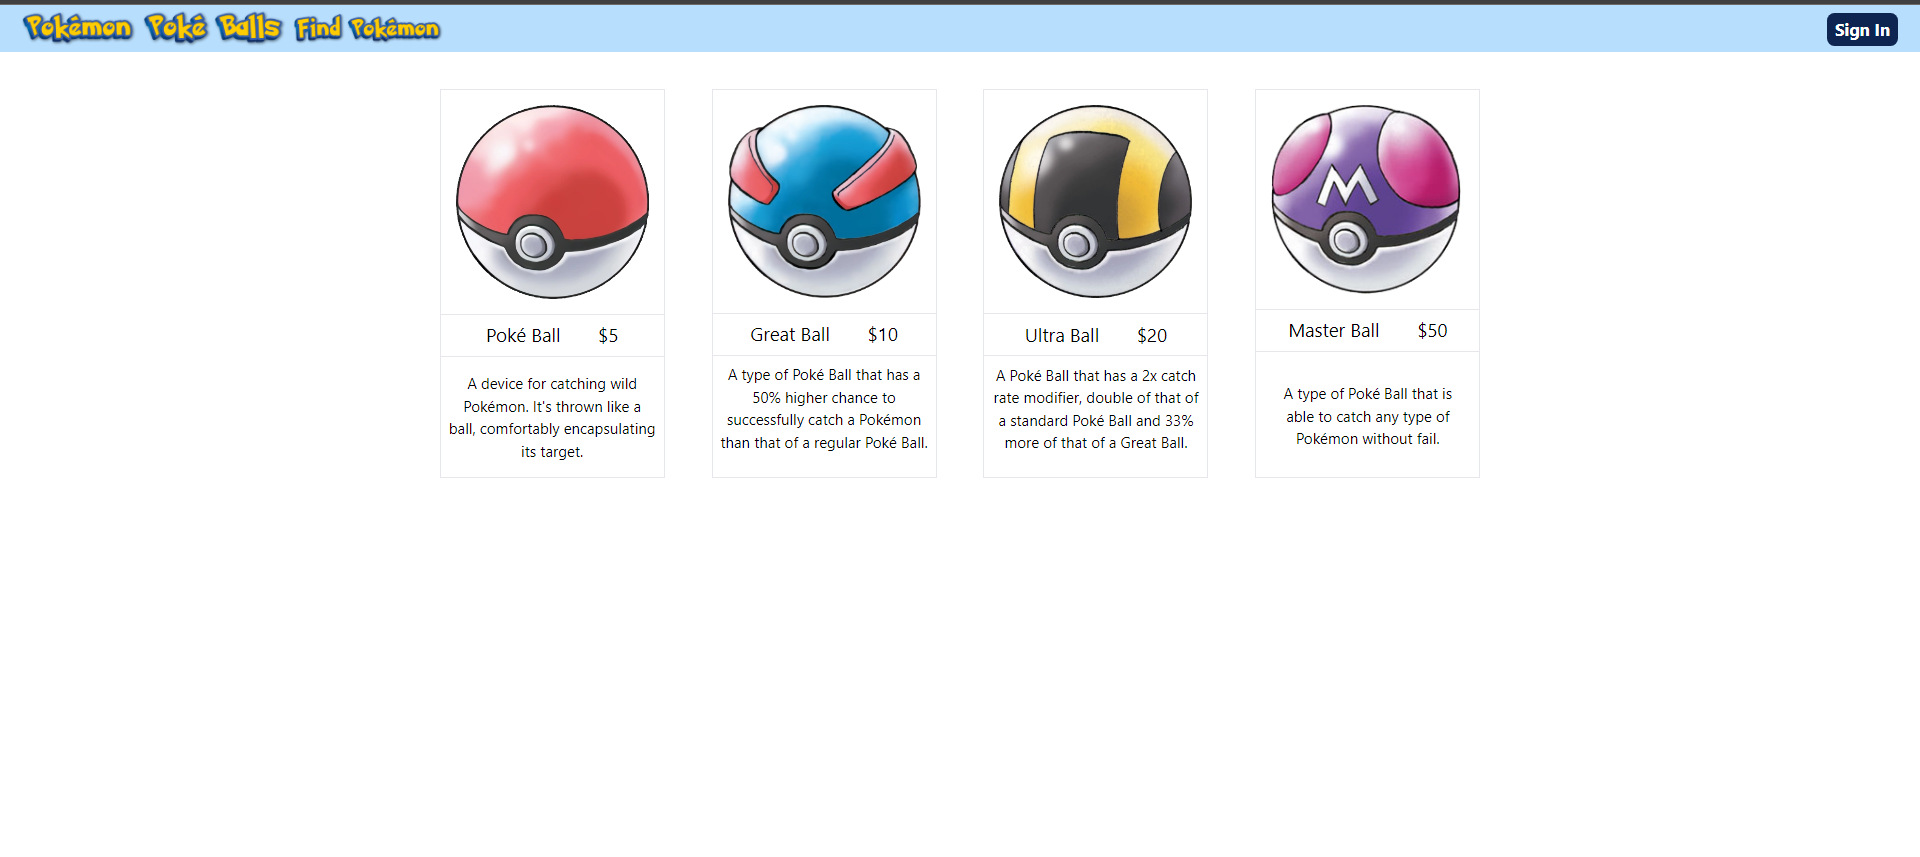 Pokémon Poké Balls Find Pokémon Sign In
M
Poké Ball $5
A device for catching wild
Pokémon. It's thrown like a
ball, comfortably encapsulating
its target.
Great Ball $10
A type of Poké Ball that has a
50% higher chance to
successfully catch a Pokémon
than that of a regular Poké Ball.
Ultra Ball $20
A Poké Ball that has a 2x catch
rate modifier, double of that of
a standard Poké Ball and 33%
more of that of a Great Ball.
Master Ball $50
A type of Poké Ball that is
able to catch any type of
Pokémon without fail.